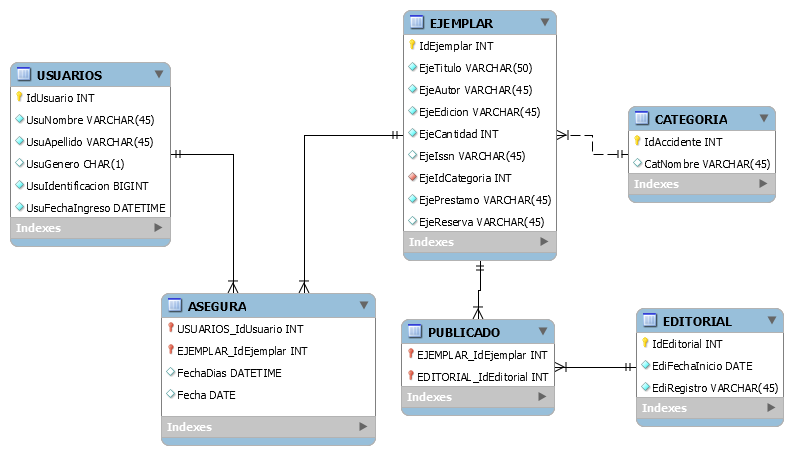 USUARIOS
IdUsuario INT
UsuNombre VARCHAR(45)
UsuApellido VARCHAR(45)
UsuGenero CHAR(1)
UsuIdentificacion BIGINT
UsuFechaIngreso DATETIME
Indexes
EJEMPLAR
IdEjemplar INT
EjeTitulo VARCHAR(50)
EjeAutor VARCHAR(45)
EjeEdicion VARCHAR(45)
EjeCantidad INT
EjeIssn VARCHAR(45)
EjeIdCategoria INT
EjePrestamo VARCHAR(45)
EjeReserva VARCHAR(45)
Indexes
CATEGORIA
IdAccidente INT
CatNombre VARCHAR(45)
Indexes
ASEGURA
USUARIOS_IdUsuario INT
EJEMPLAR_IdEjemplar INT
FechaDias DATETIME
Fecha DATE
Indexes
PUBLICADO
EJEMPLAR_IdEjemplar INT
EDITORIAL_IdEditorial INT
Indexes
EDITORIAL
IdEditorial INT
EdiFechaInicio DATE
EdiRegistro VARCHAR(45)
Indexes